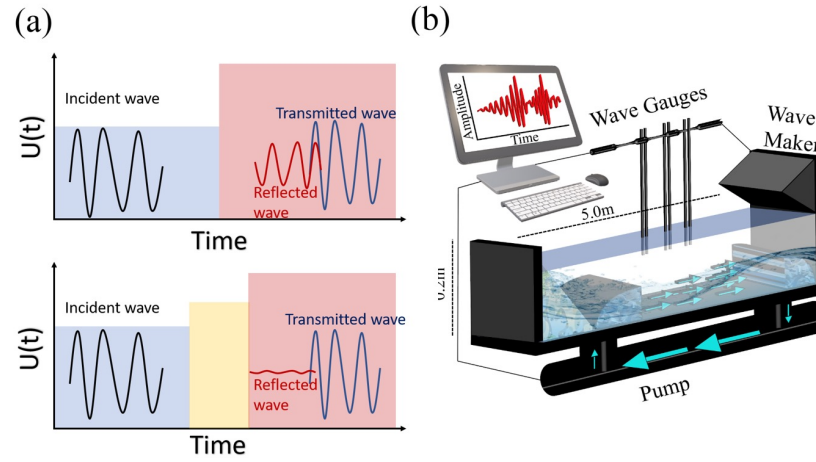 (a)
Incident wave
Transmitted wave
Reflected
wave
U(t)
Time
Incident wave
Transmitted wave
Reflected
wave
U(t)
Time
(b)
Amplitude
Time
Wave Gauges
Wave
Maker
5.0m
Pump